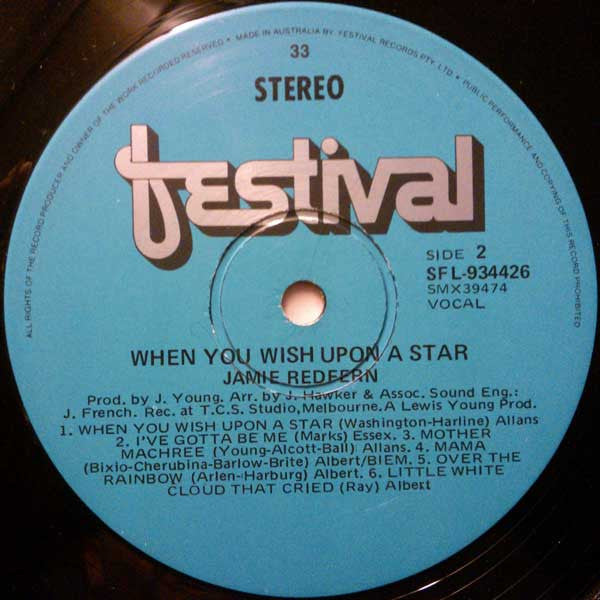 ALL RIGHTS OF THE RECORD PRODUCER AND OWNER OF THE WORK RECORDED RESERVED • MADE IN AUSTRALIA BY FESTIVAL RECORDS PTY. LTD. • PUBLIC PERFORMANCE AND COPYING OF THIS RECORD PROHIBITED
33
STEREO
festival
SIDE 2
SFL-934426
SMX39474
VOCAL
WHEN YOU WISH UPON A STAR
JAMIE REDFERN
Prod. by J. Young. Arr. by J. Hawker & Assoc. Sound Eng.:
J. French. Rec. at T.C.S. Studio,Melbourne.A Lewis Young Prod.
1. WHEN YOU WISH UPON A STAR (Washington-Harline) Allans
2. I'VE GOTTA BE ME (Marks) Essex. 3. MOTHER
MACHREE (Young-Alcott-Ball) Allans. 4. MAMA
(Bixio-Cherubina-Barlow-Brite) Albert/BIEM. 5. OVER THE
RAINBOW (Arlen-Harburg) Albert. 6. LITTLE WHITE
CLOUD THAT CRIED (Ray) Albert